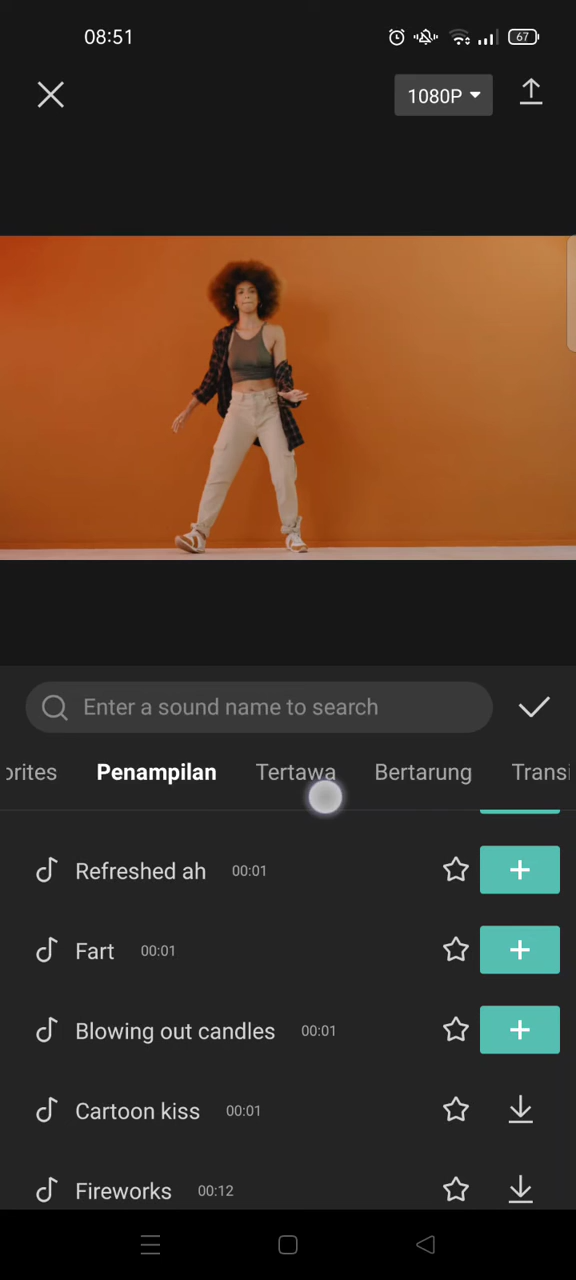 08:51
67
1080P
Enter a sound name to search
orites Penampilan Tertawa Bertarung Transi
Refreshed ah 00:01
Fart 00:01
Blowing out candles 00:01
Cartoon kiss 00:01
Fireworks 00:12